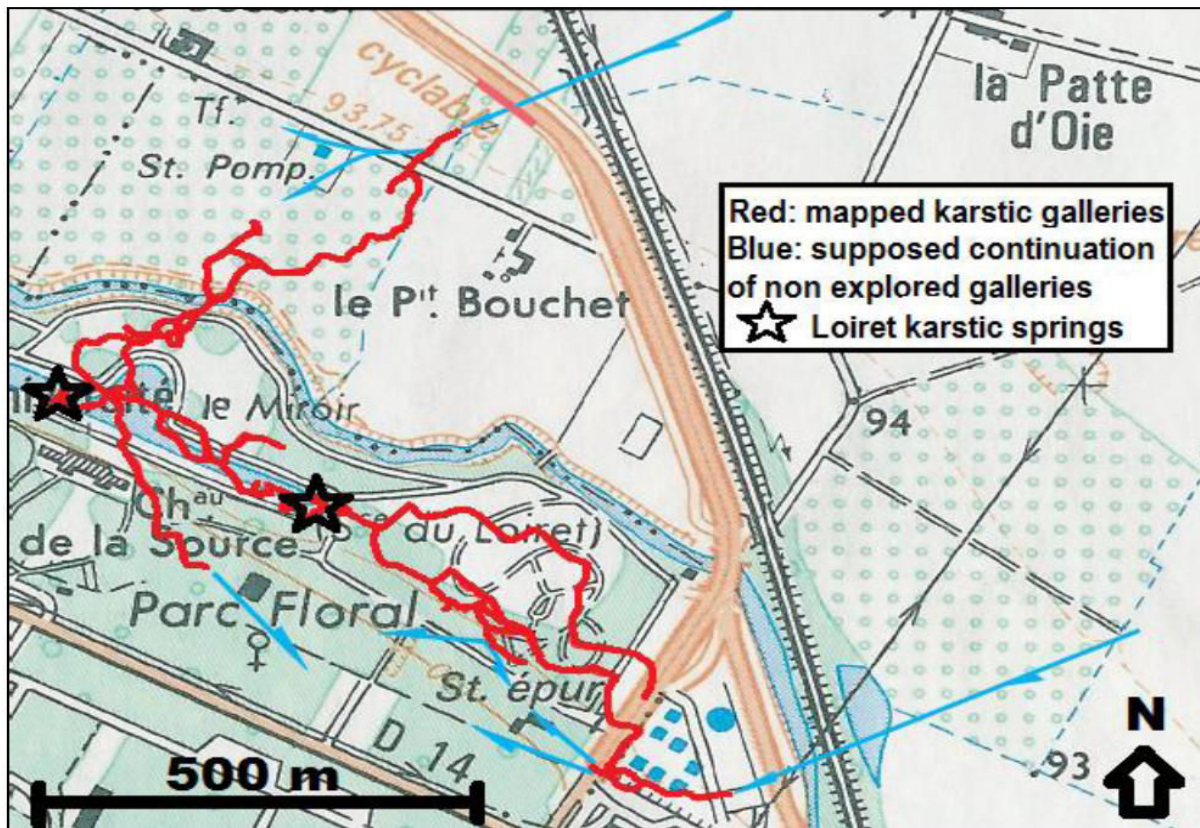 91
cyclable
93,75
Tf.
St. Pomp.
la Patte
d'Oie
Red: mapped karstic galleries
Blue: supposed continuation
of non explored galleries
Loiret karstic springs
le Pit. Bouchet
le Miroir
94
Chau
de la Source
du Loiret)
Parc Floral
St. épur.
D 14
93
500 m
N